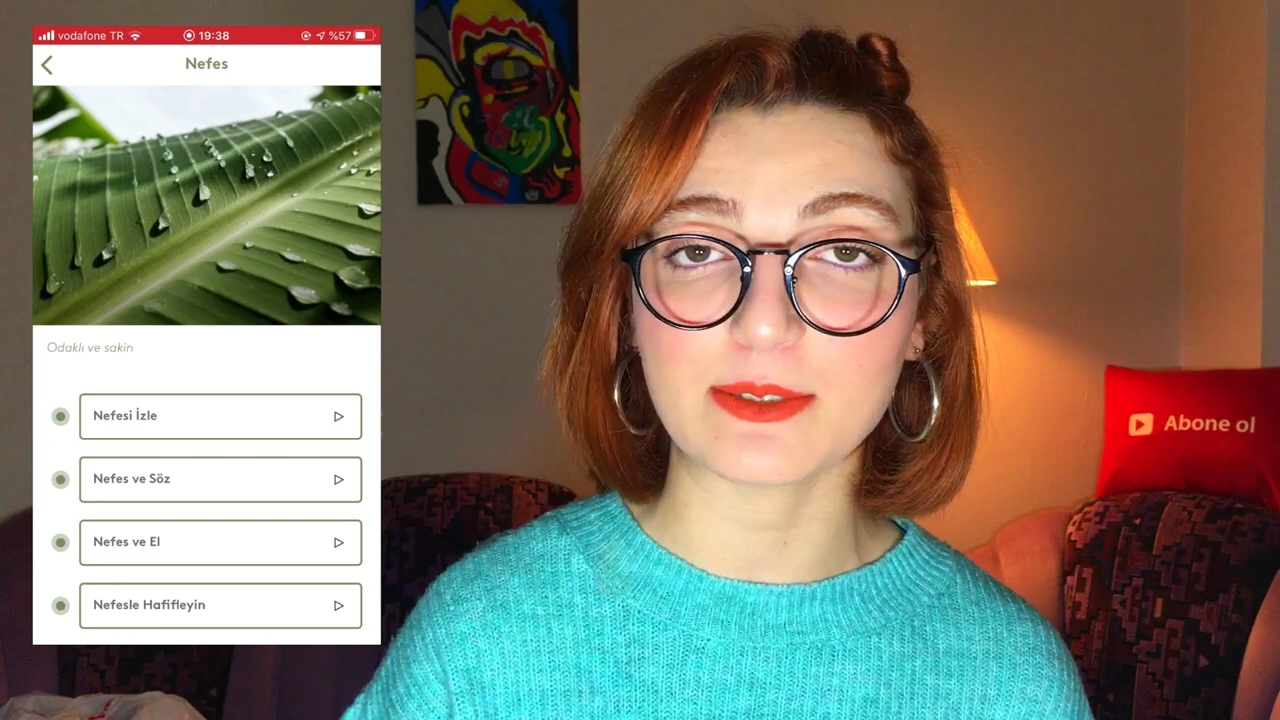 vodafone TR 19:38 %57
Nefes
Odaklı ve sakin
Nefesi İzle
Nefes ve Söz
Nefes ve El
Nefesle Hafifleyin
Abone ol